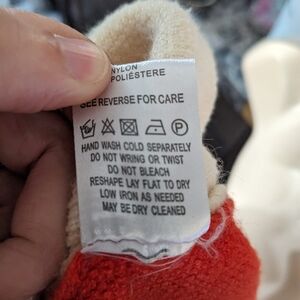 NYLON
POLIÉSTERE
SEE REVERSE FOR CARE
HAND WASH COLD SEPARATELY
DO NOT WRING OR TWIST
DO NOT BLEACH
RESHAPE LAY FLAT TO DRY
LOW IRON AS NEEDED
MAY BE DRY CLEANED